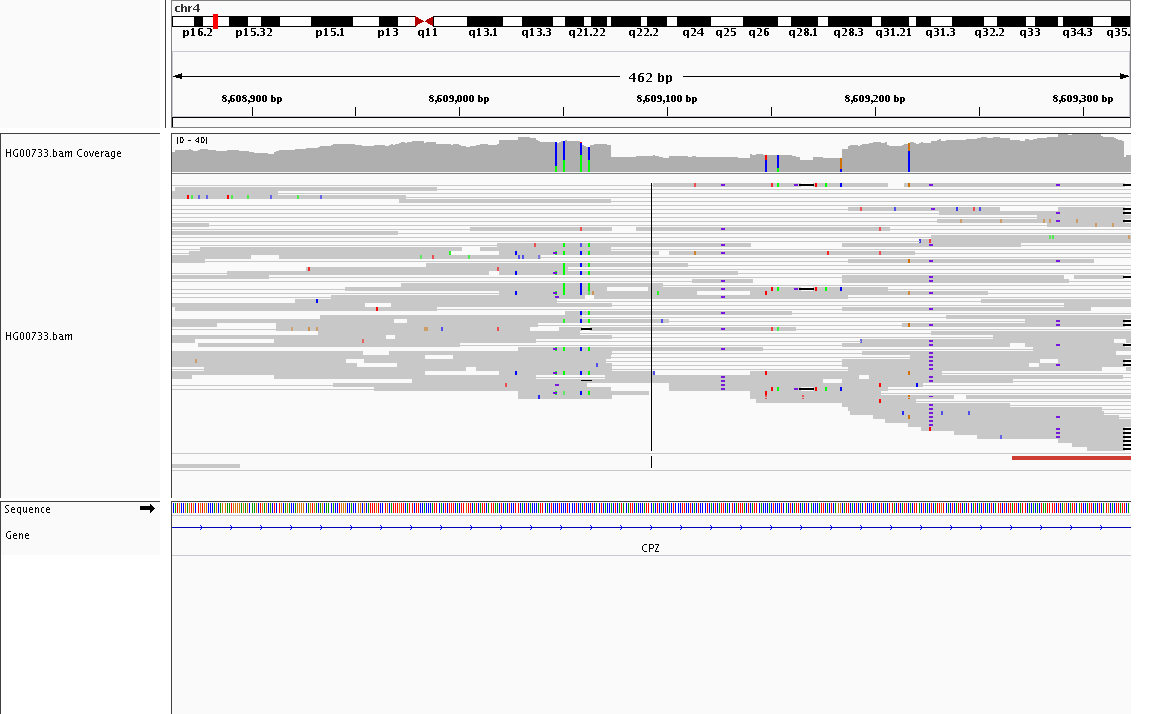 chr4
p16.2 p15.32 p15.1 p13 q11 q13.1 q13.3 q21.22 q22.2 q24 q25 q26 q28.1 q28.3 q31.21 q31.3 q32.2 q33 q34.3 q35.
462 bp
8,608,900 bp 8,609,000 bp 8,609,100 bp 8,609,200 bp 8,609,300 bp
[0 - 40]
HG00733.bam Coverage
HG00733.bam
Sequence
Gene
CPZ